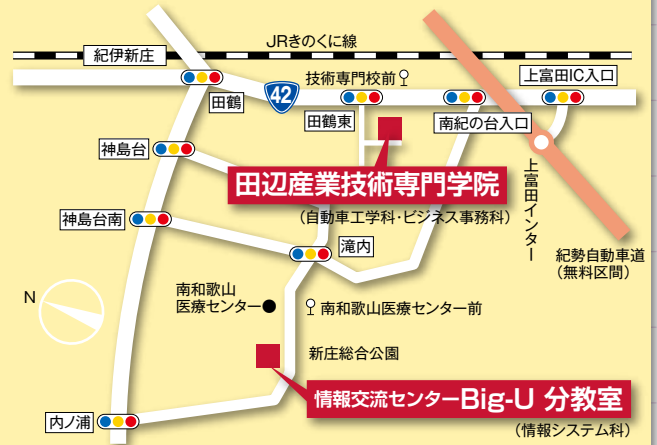 JRきのくに線
紀伊新庄
技術専門校前
上富田IC入口
田鶴
42
田鶴東
南紀の台入口
神島台
田辺産業技術専門学院
(自動車工学科・ビジネス事務科)
上富田インター
神島台南
滝内
紀勢自動車道
(無料区間)
N
南和歌山
医療センター
南和歌山医療センター前
新庄総合公園
情報交流センターBig-U 分教室
内ノ浦
(情報システム科)